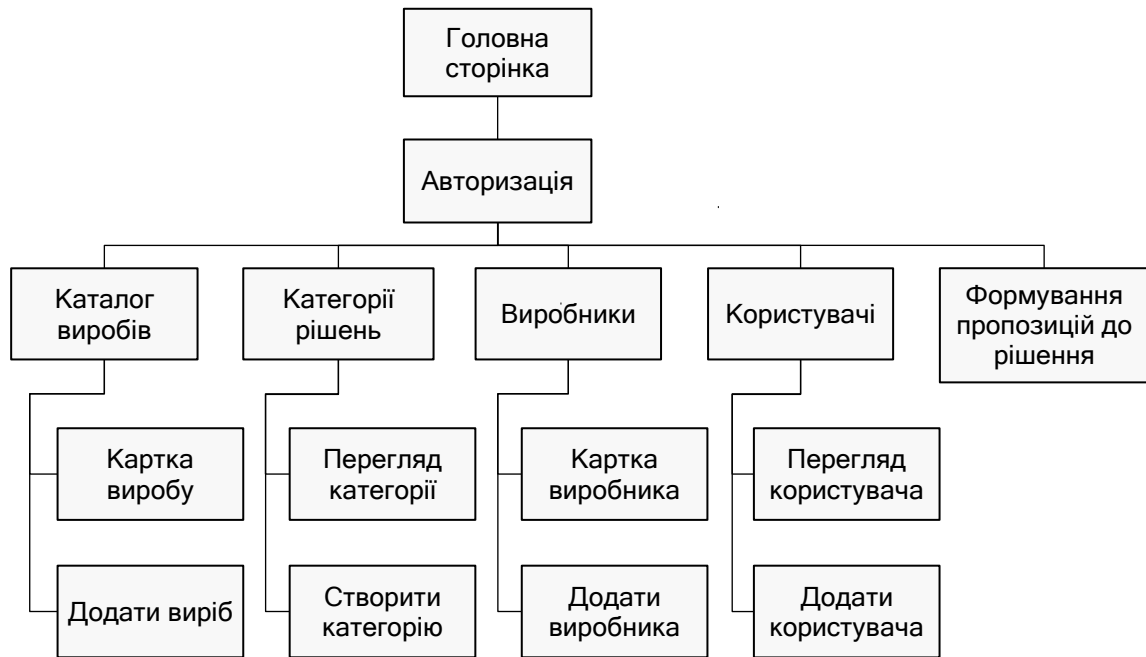 Головна
сторінка
Авторизація
Каталог
виробів
Категорії
рішень
Виробники
Користувачі
Формування
пропозицій до
рішення
Картка
виробу
Перегляд
категорії
Картка
виробника
Перегляд
користувача
Додати виріб
Створити
категорію
Додати
виробника
Додати
користувача